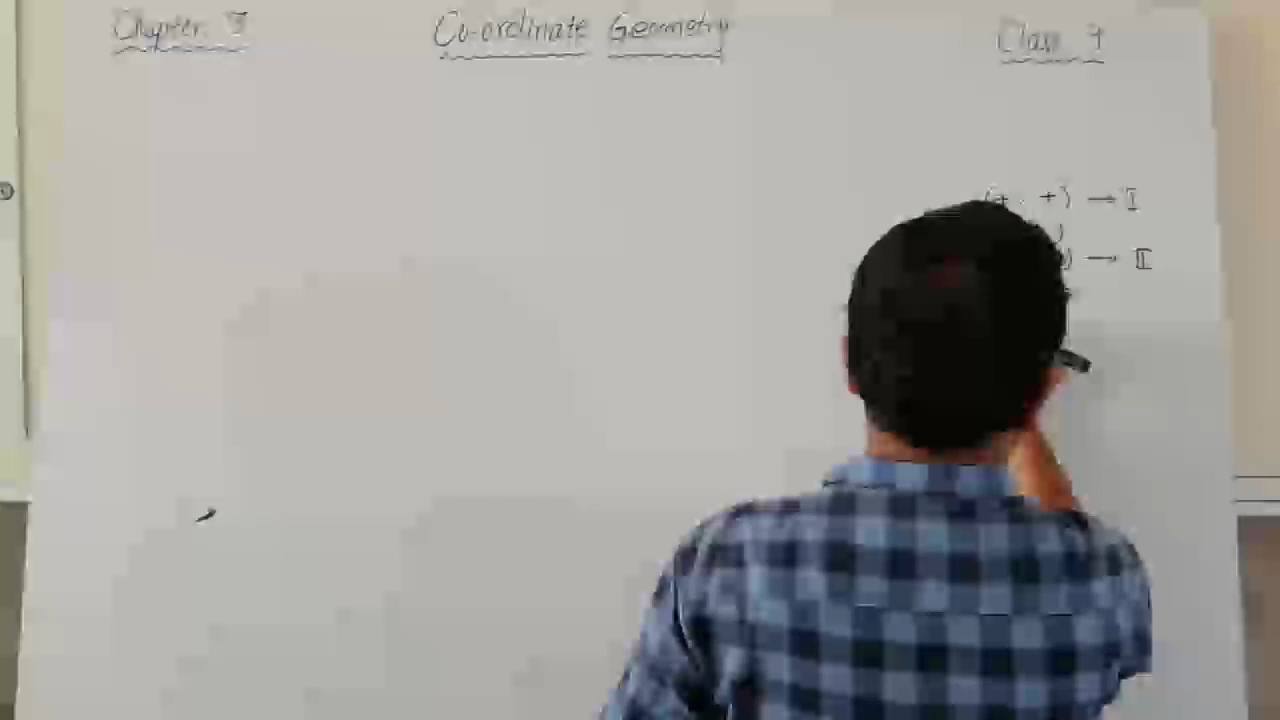 Chapter 3 Co-ordinate Geometry Class 9
(+, +) → I
) → II